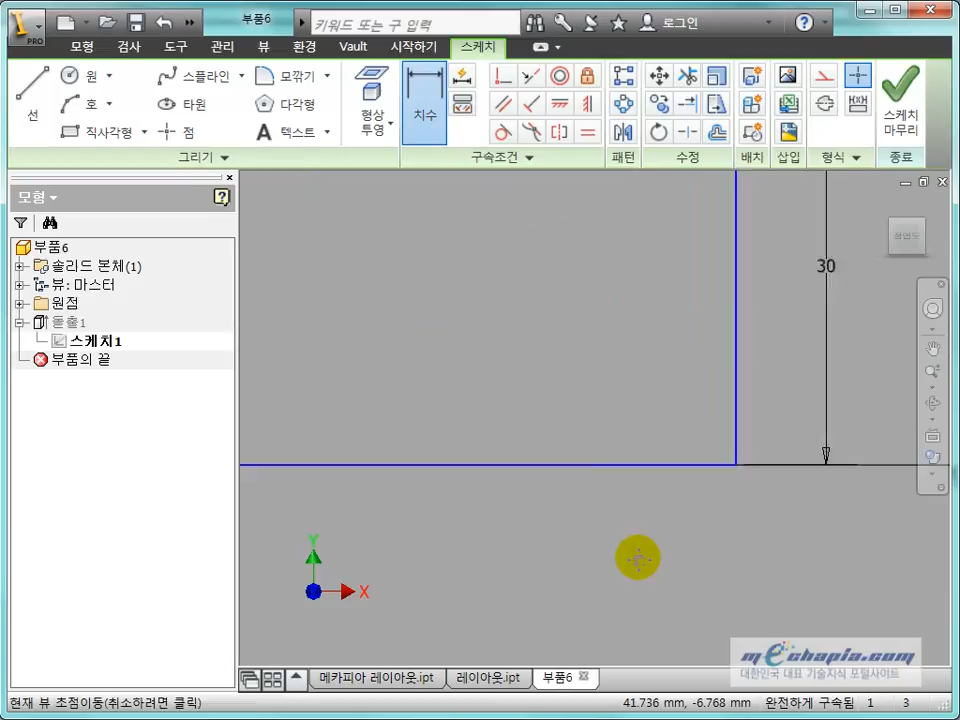 PRO
부품6
키워드 또는 구 입력
로그인
모형 검사 도구 관리 뷰 환경 Vault 시작하기 스케치
선
원
호
직사각형
스플라인
타원
점
모깎기
다각형
텍스트
형상
투영
치수
스케치
마무리
그리기 구속조건 패턴 수정 배치 삽입 형식 종료
모형
부품6
솔리드 본체(1)
뷰: 마스터
원점
돌출1
스케치1
부품의 끝
30
정면도
Y
X
mechapia.com
대한민국 대표 기술지식 포털사이트
메카피아 레이아웃.ipt 레이아웃.ipt 부품6
현재 뷰 초점이동(취소하려면 클릭) 41.736 mm, -6.768 mm 완전하게 구속됨 1 3